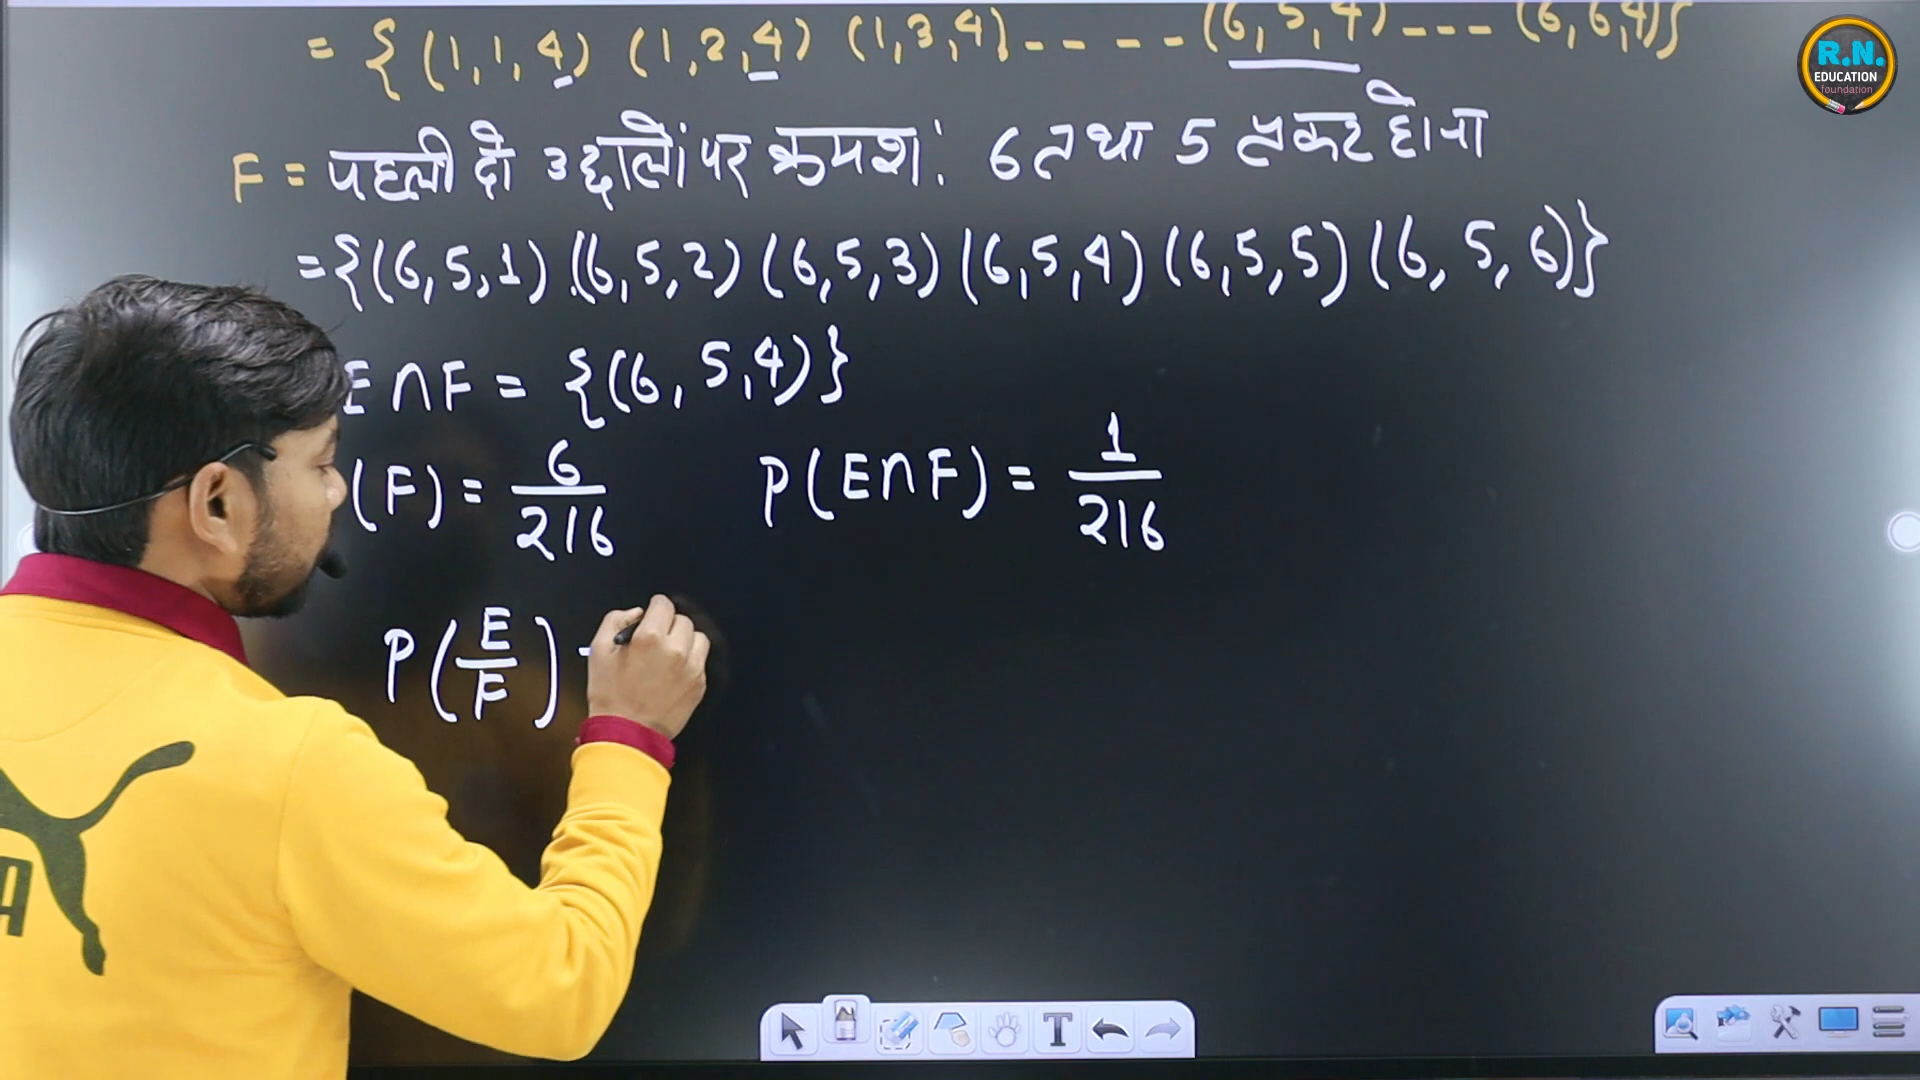 = {(1,1,4) (1,2,4) (1,3,4) - - - - (6,5,4) - - - (6,6,4)}
R.N.
EDUCATION
foundation
F = पहली दो उछालों पर क्रमश: 6 तथा 5 प्रकट होना
= {(6,5,1) (6,5,2) (6,5,3) (6,5,4) (6,5,5) (6,5,6)}
E∩F = {(6,5,4)}
(F) = 6/216 P(E∩F) = 1/216
P(E/F)
T